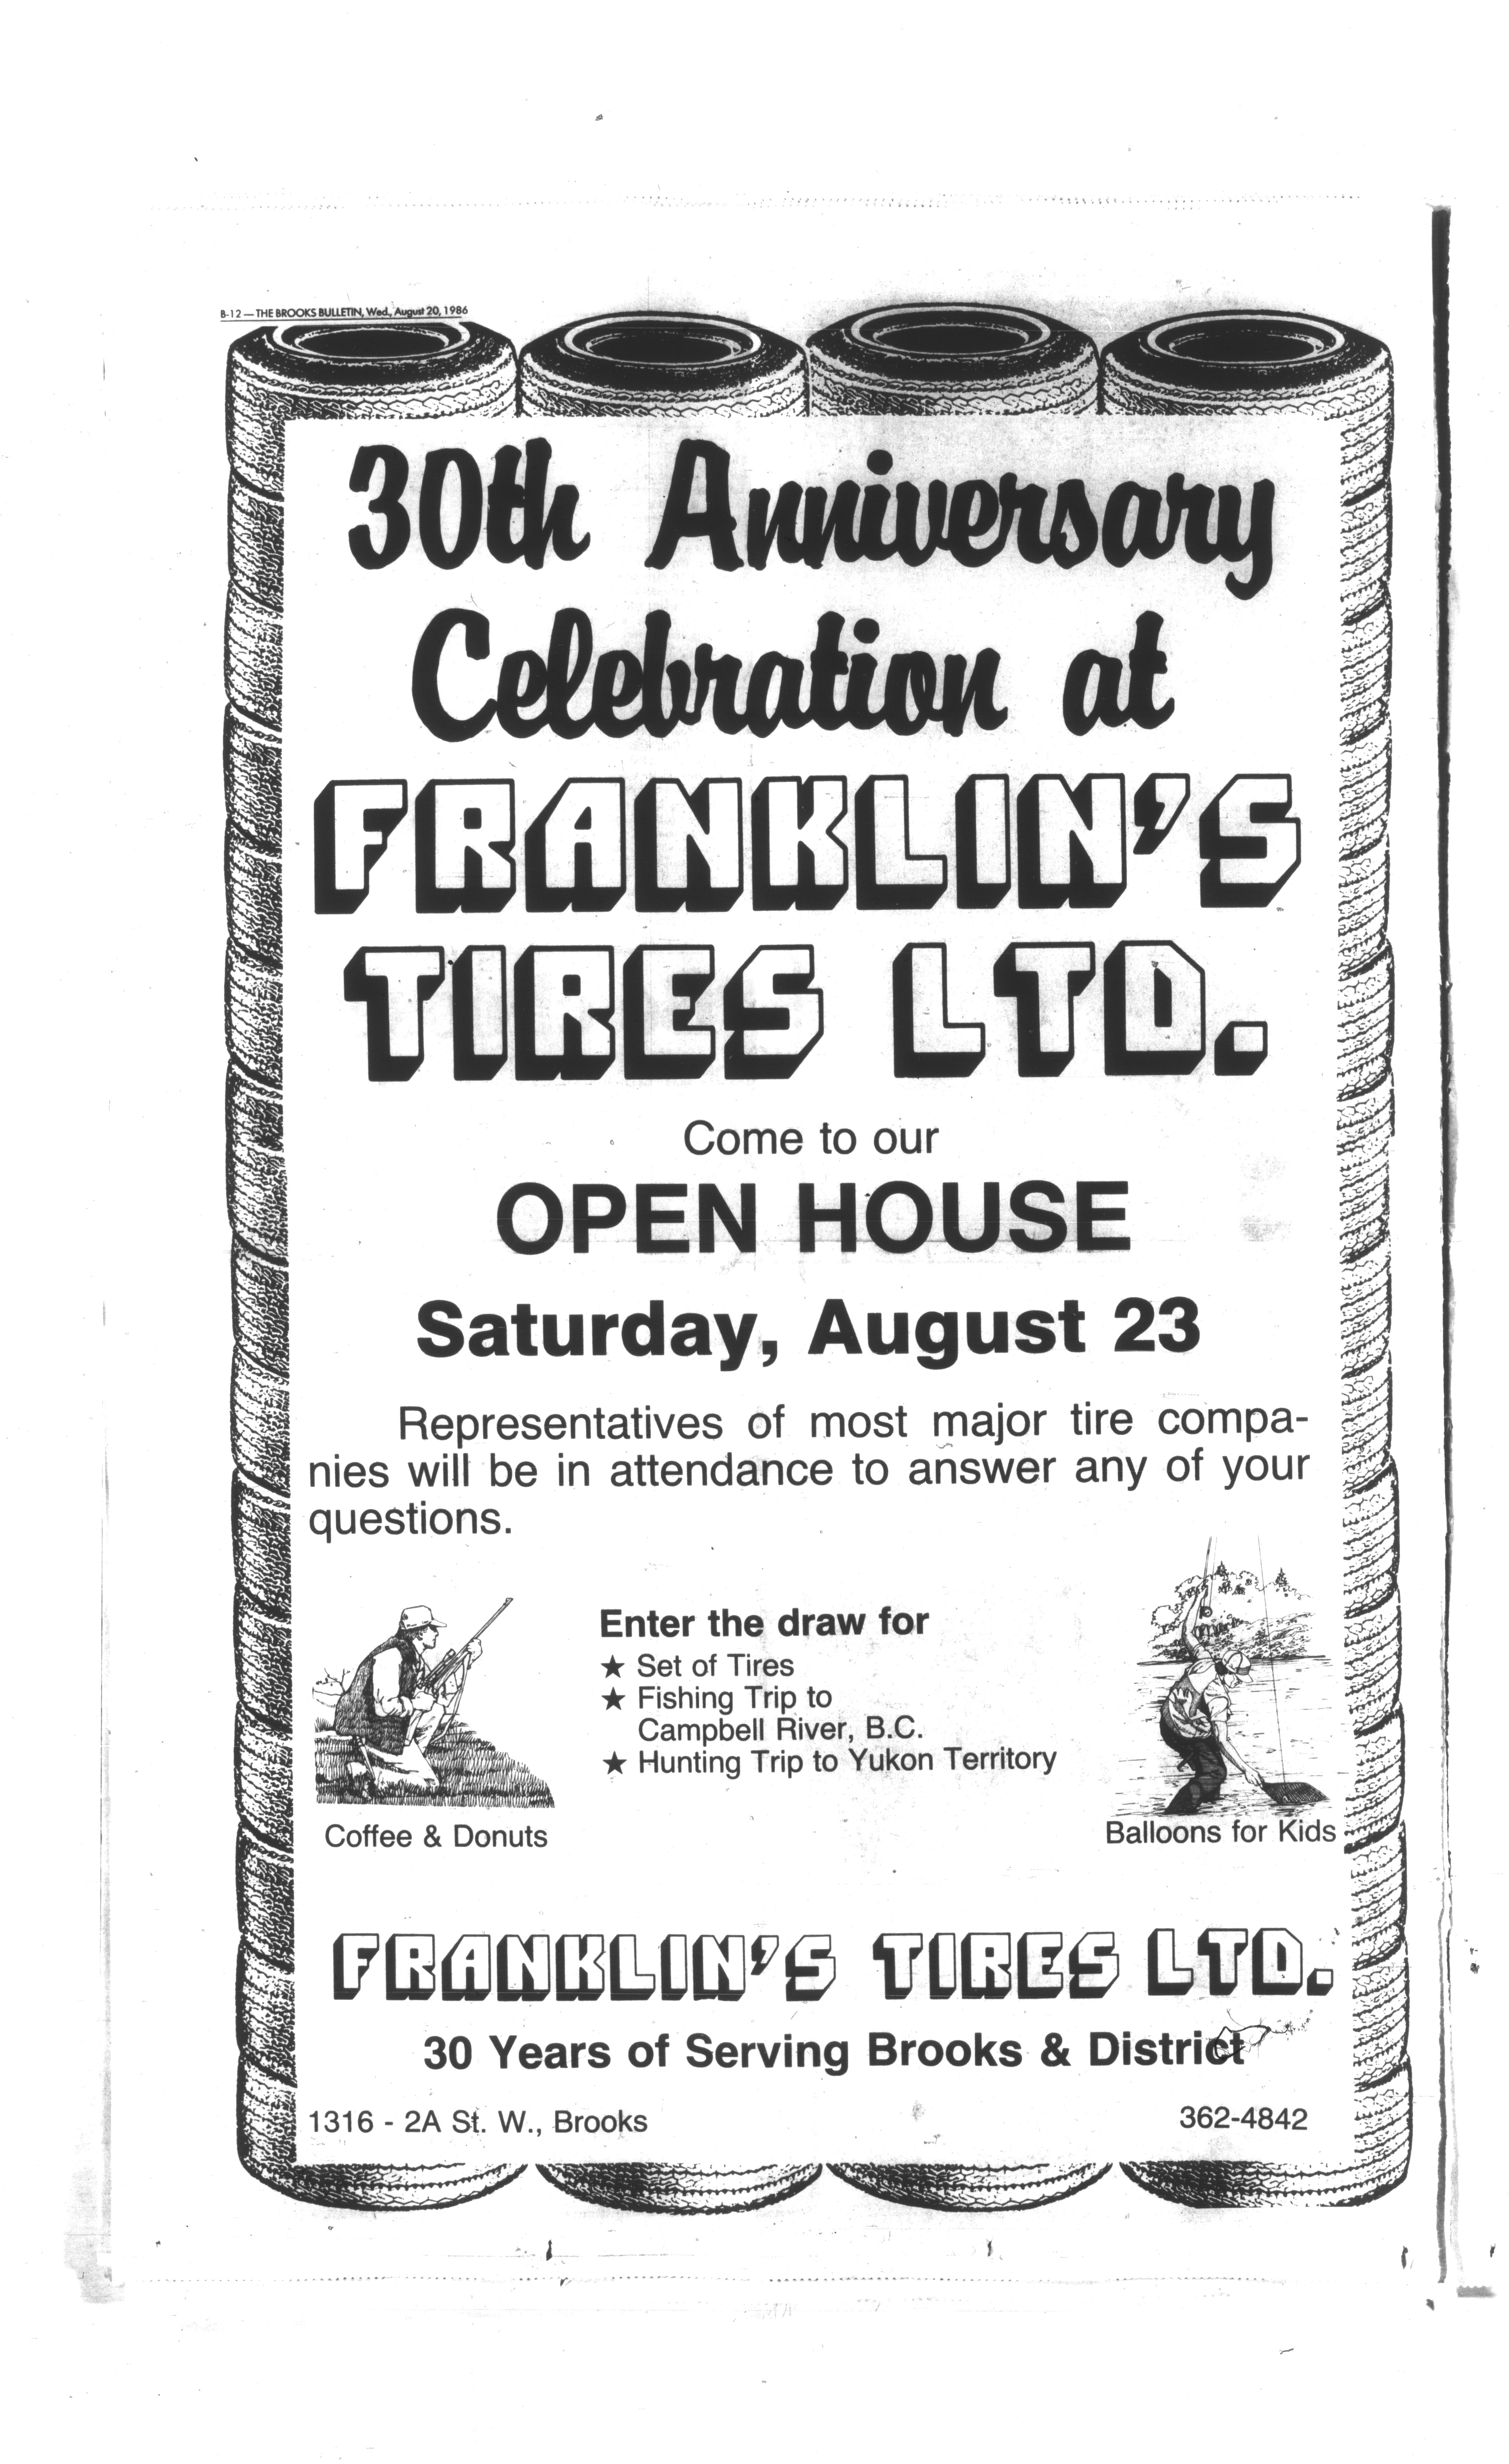 B-12 — THE BROOKS BULLETIN, Wed., August 20, 1986
30th Anniversary
Celebration at
FRANKLIN'S
TIRES LTD.
Come to our
OPEN HOUSE
Saturday, August 23
Representatives of most major tire compa-
nies will be in attendance to answer any of your
questions.
Enter the draw for
★ Set of Tires
★ Fishing Trip to
Campbell River, B.C.
★ Hunting Trip to Yukon Territory
Coffee & Donuts
Balloons for Kids
FRANKLIN'S TIRES LTD.
30 Years of Serving Brooks & District
1316 - 2A St. W., Brooks
362-4842